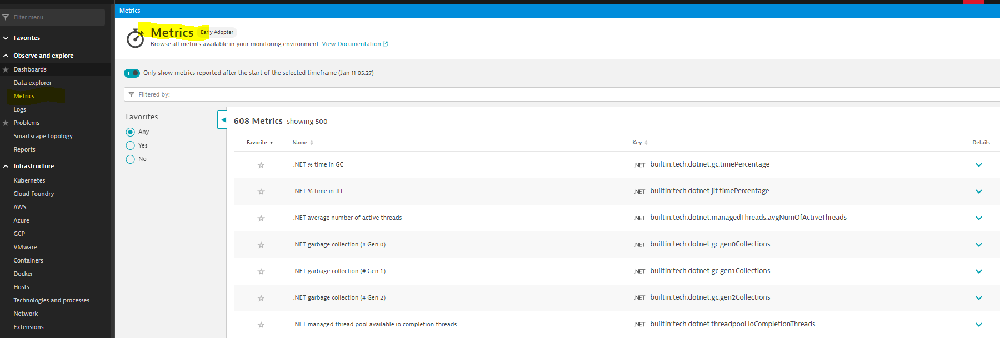 Metrics
Filter menu...
Favorites
Observe and explore
Dashboards
Data explorer
Metrics
Logs
Problems
Smartscape topology
Reports
Infrastructure
Kubernetes
Cloud Foundry
AWS
Azure
GCP
VMware
Containers
Docker
Hosts
Technologies and processes
Network
Extensions
Metrics Early Adopter
Browse all metrics available in your monitoring environment. View Documentation
Only show metrics reported after the start of the selected timeframe (Jan 11 05:27)
Filtered by:
Favorites
Any
Yes
No
608 Metrics showing 500
Favorite Name Key Details
.NET % time in GC .NET builtin:tech.dotnet.gc.timePercentage
.NET % time in JIT .NET builtin:tech.dotnet.jit.timePercentage
.NET average number of active threads .NET builtin:tech.dotnet.managedThreads.avgNumOfActiveThreads
.NET garbage collection (# Gen 0) .NET builtin:tech.dotnet.gc.gen0Collections
.NET garbage collection (# Gen 1) .NET builtin:tech.dotnet.gc.gen1Collections
.NET garbage collection (# Gen 2) .NET builtin:tech.dotnet.gc.gen2Collections
.NET managed thread pool available io completion threads .NET builtin:tech.dotnet.threadpool.ioCompletionThreads